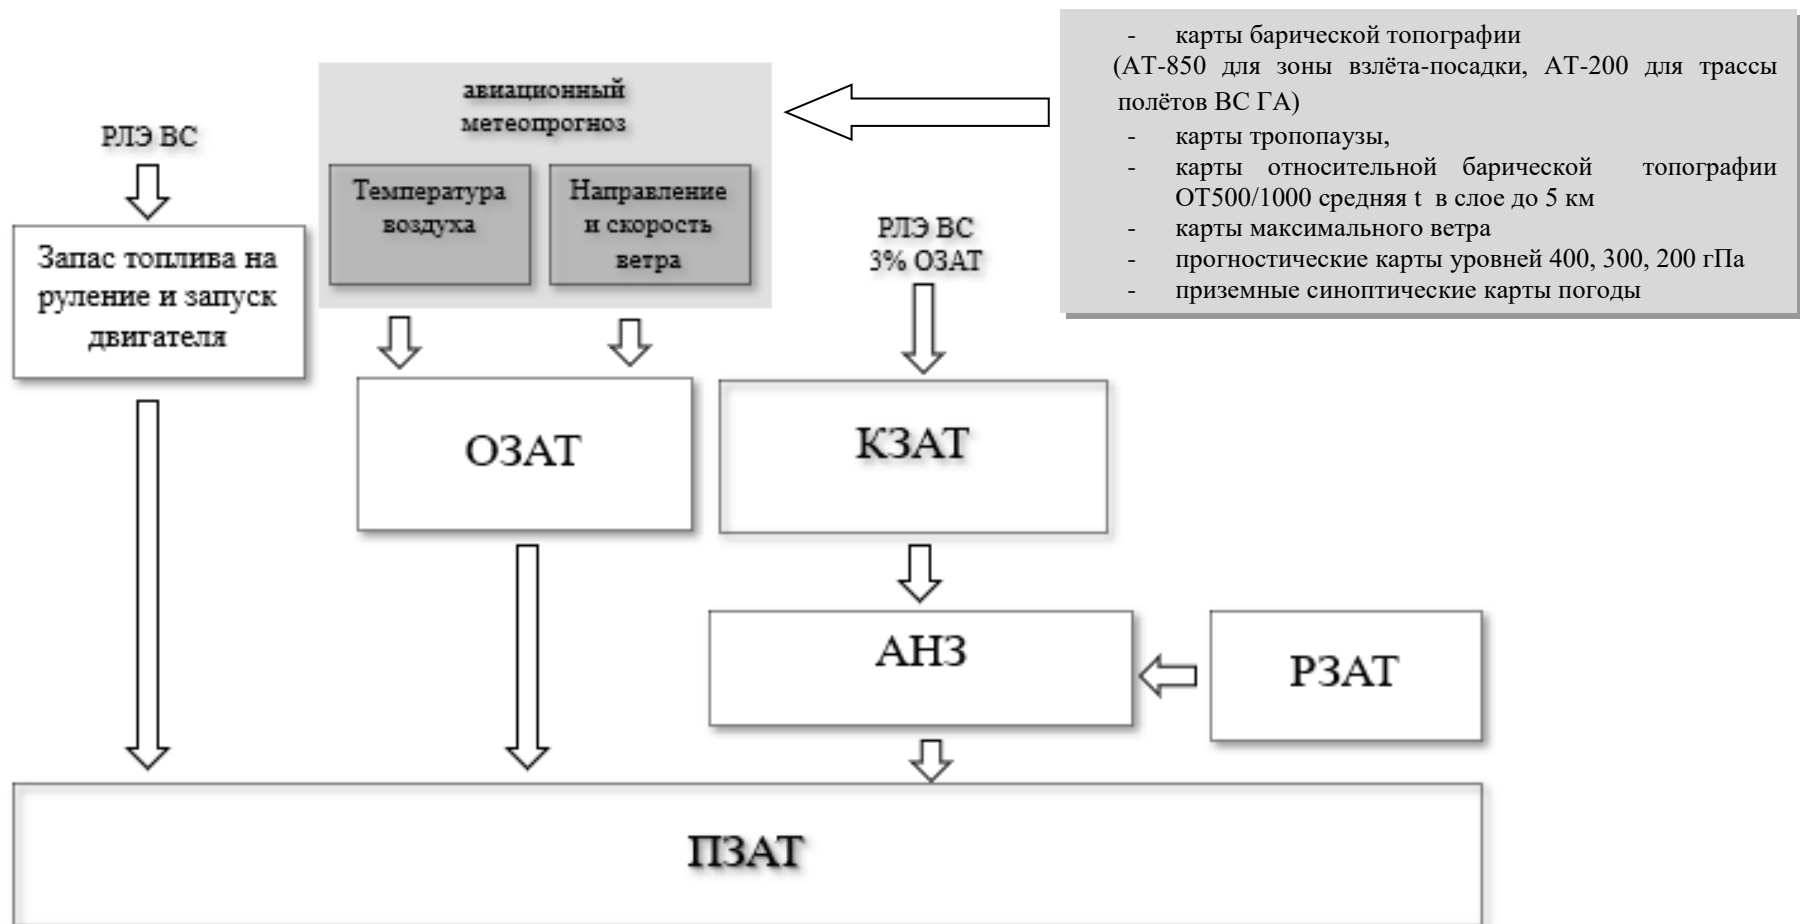 РЛЭ ВС
Запас топлива на
руление и запуск
двигателя
авиационный
метеопрогноз
Температура
воздуха
Направление
и скорость
ветра
- карты барической топографии
(АТ-850 для зоны взлёта-посадки, АТ-200 для трассы
полётов ВС ГА)
- карты тропопаузы,
- карты относительной барической топографии
ОТ500/1000 средняя t в слое до 5 км
- карты максимального ветра
- прогностические карты уровней 400, 300, 200 гПа
- приземные синоптические карты погоды
РЛЭ ВС
3% ОЗАТ
ОЗАТ
КЗАТ
АНЗ
РЗАТ
ПЗАТ